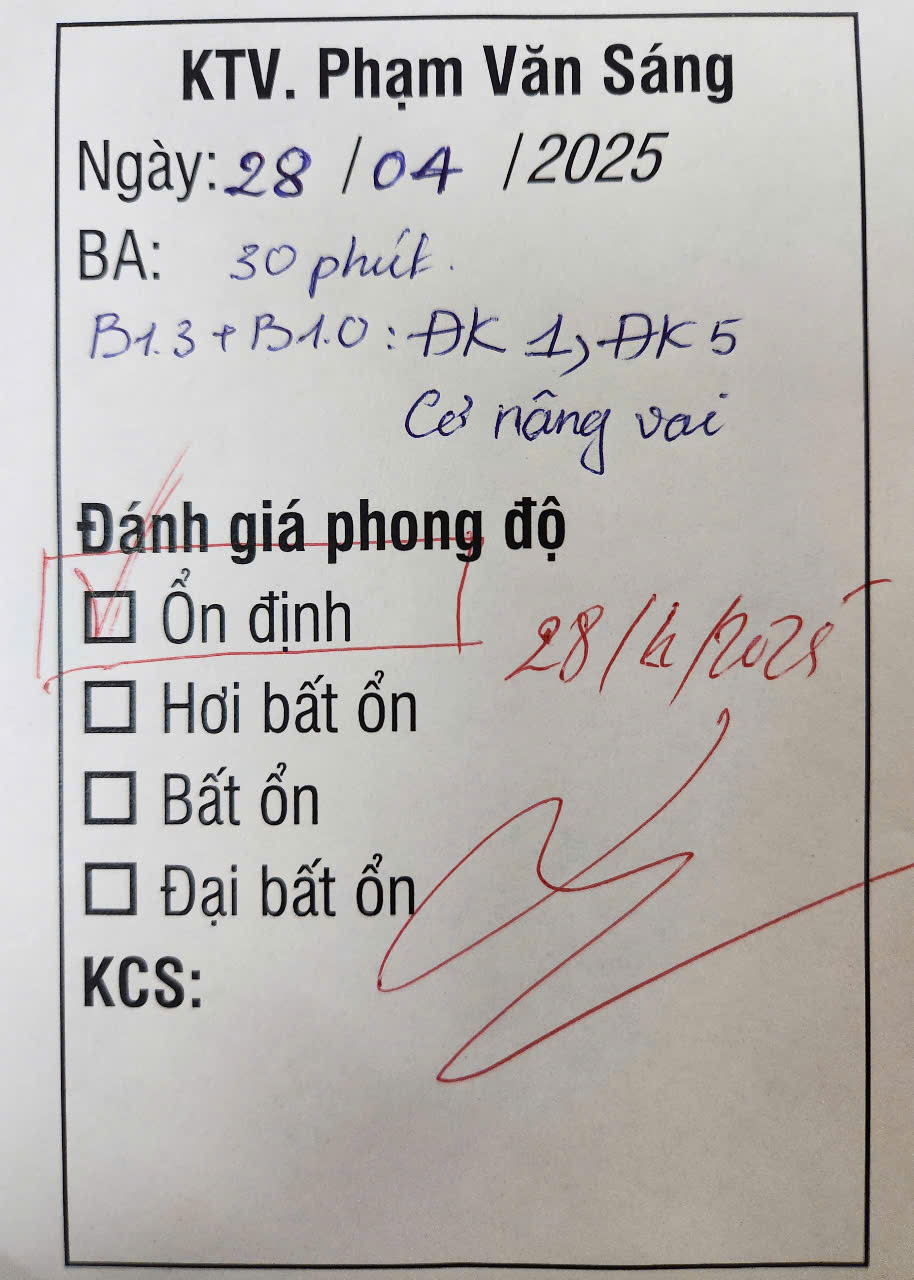 KTV. Phạm Văn Sáng
Ngày: 28 / 04 / 2025
BA: 30 phút.
B1.3 + B1.0 : ĐK 1, ĐK 5
Cơ nâng vai
Đánh giá phong độ
Ổn định
28/4/2025
Hơi bất ổn
Bất ổn
Đại bất ổn
KCS: